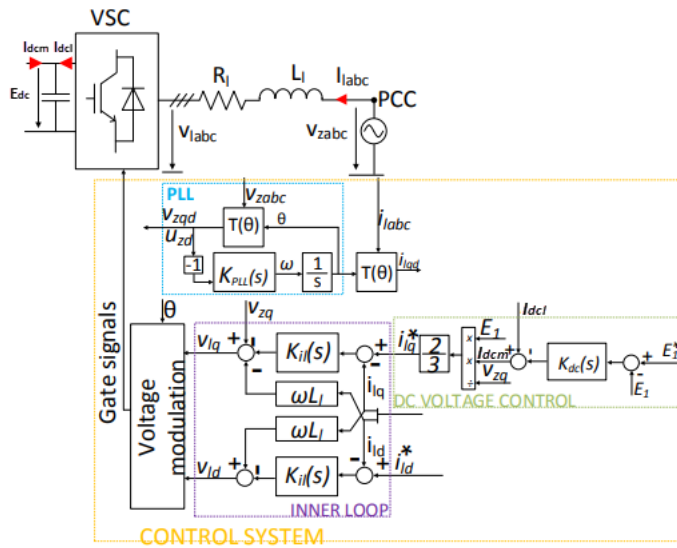 VSC
Idcm Idcl
Edc
Rl
Ll
Ilabc
PCC
vlabc
vzabc
PLL
vzabc
vzqd
T(θ)
θ
ilabc
uzd
-1
KPLL(s)
ω
1
s
T(θ)
ilqd
Gate signals
θ
vzq
Idcl
vlq
+
-
-
Kil(s)
+
-
ilq*
2
3
x
x
÷
E1
Idcm
vzq
+
-
Kdc(s)
+
-
E1*
E1
ωLl
ilq
DC VOLTAGE CONTROL
Voltage modulation
ωLl
ild
vld
+
-
Kil(s)
-
+
ild*
INNER LOOP
CONTROL SYSTEM